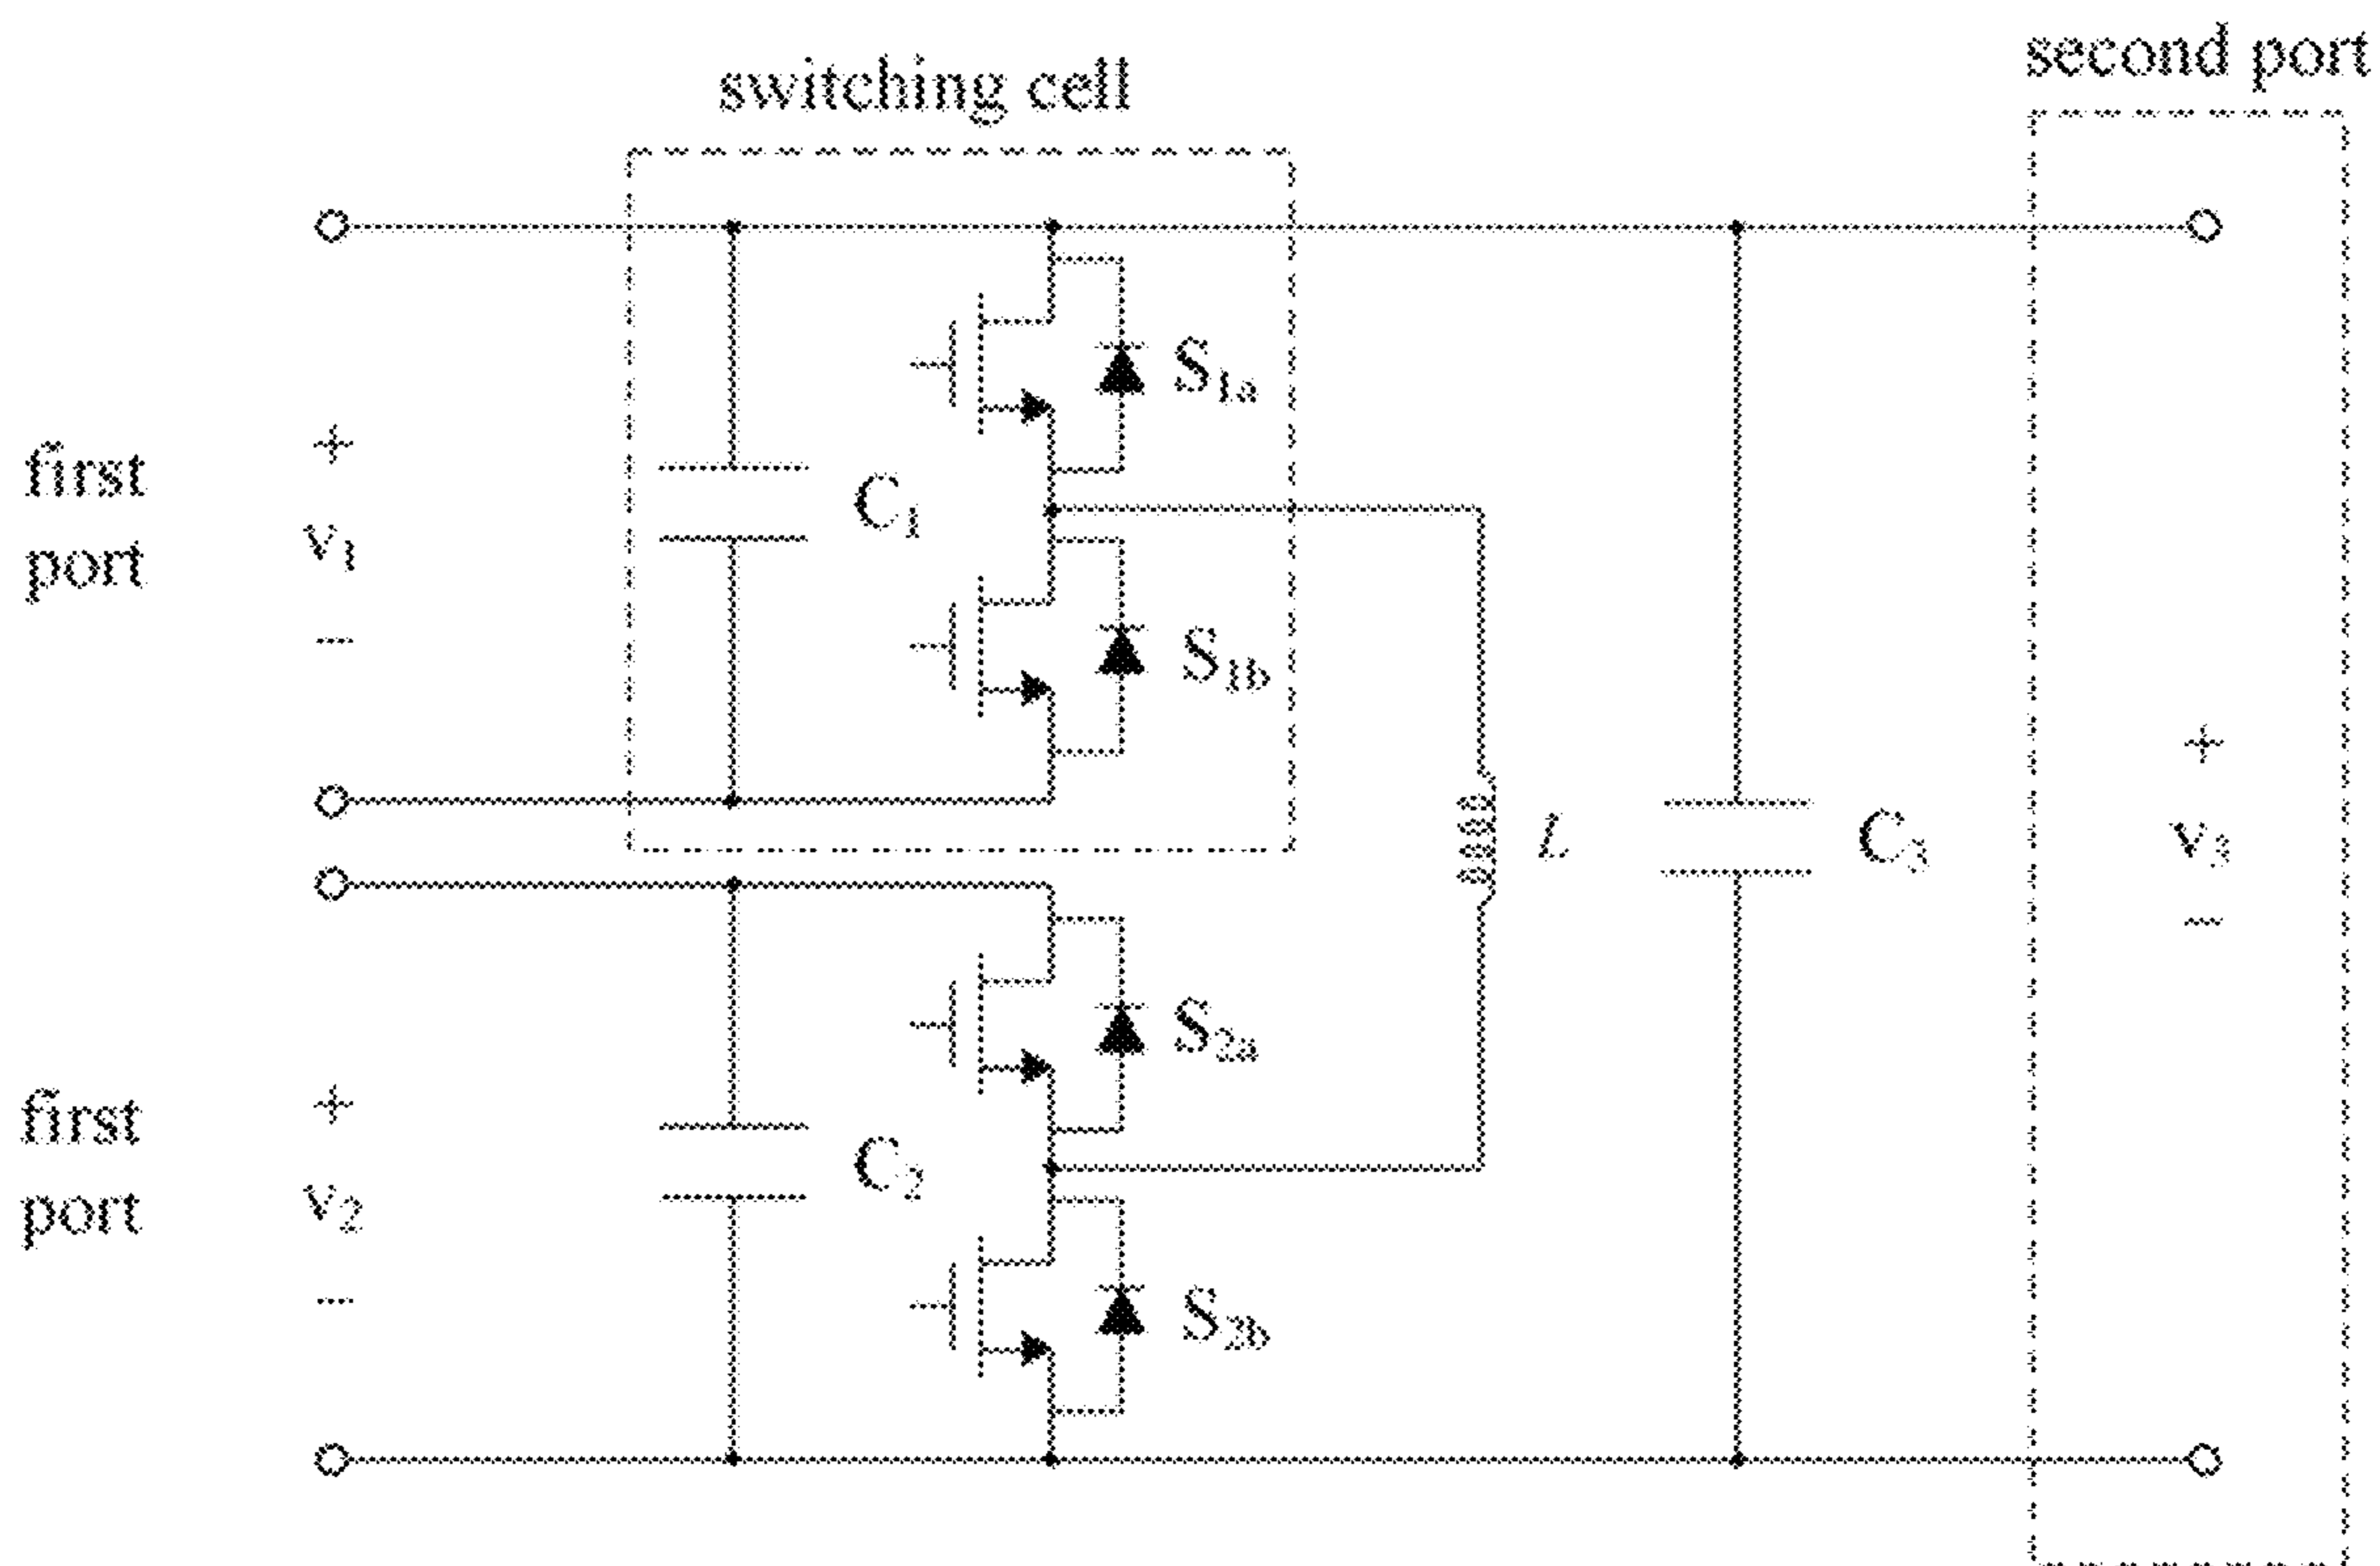 second port
switching cell
S1a
+
first
port
v1
C1
−
S1b
+
L
C3
v3
−
S2a
+
first
port
v2
C2
−
S2b